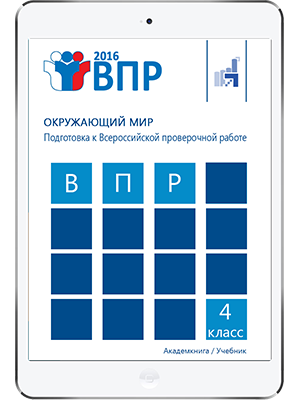 2016
ВПР
ОКРУЖАЮЩИЙ МИР
Подготовка к Всероссийской проверочной работе
В П Р
4
класс
Академкнига / Учебник